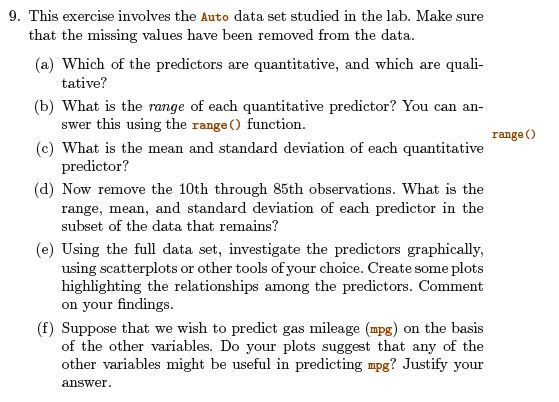 9. This exercise involves the Auto data set studied in the lab. Make sure
that the missing values have been removed from the data.
(a) Which of the predictors are quantitative, and which are quali-
tative?
(b) What is the range of each quantitative predictor? You can an-
swer this using the range() function.
range()
(c) What is the mean and standard deviation of each quantitative
predictor?
(d) Now remove the 10th through 85th observations. What is the
range, mean, and standard deviation of each predictor in the
subset of the data that remains?
(e) Using the full data set, investigate the predictors graphically,
using scatterplots or other tools of your choice. Create some plots
highlighting the relationships among the predictors. Comment
on your findings.
(f) Suppose that we wish to predict gas mileage (mpg) on the basis
of the other variables. Do your plots suggest that any of the
other variables might be useful in predicting mpg? Justify your
answer.